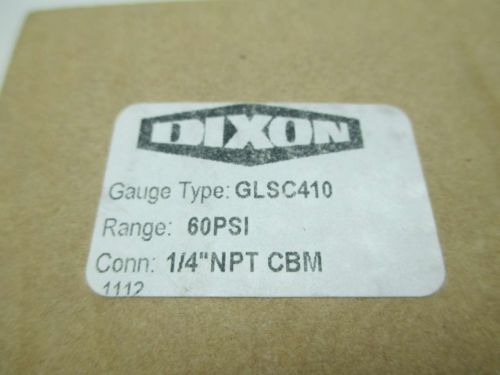 DIXON
Gauge Type: GLSC410
Range: 60PSI
Conn: 1/4"NPT CBM
1112